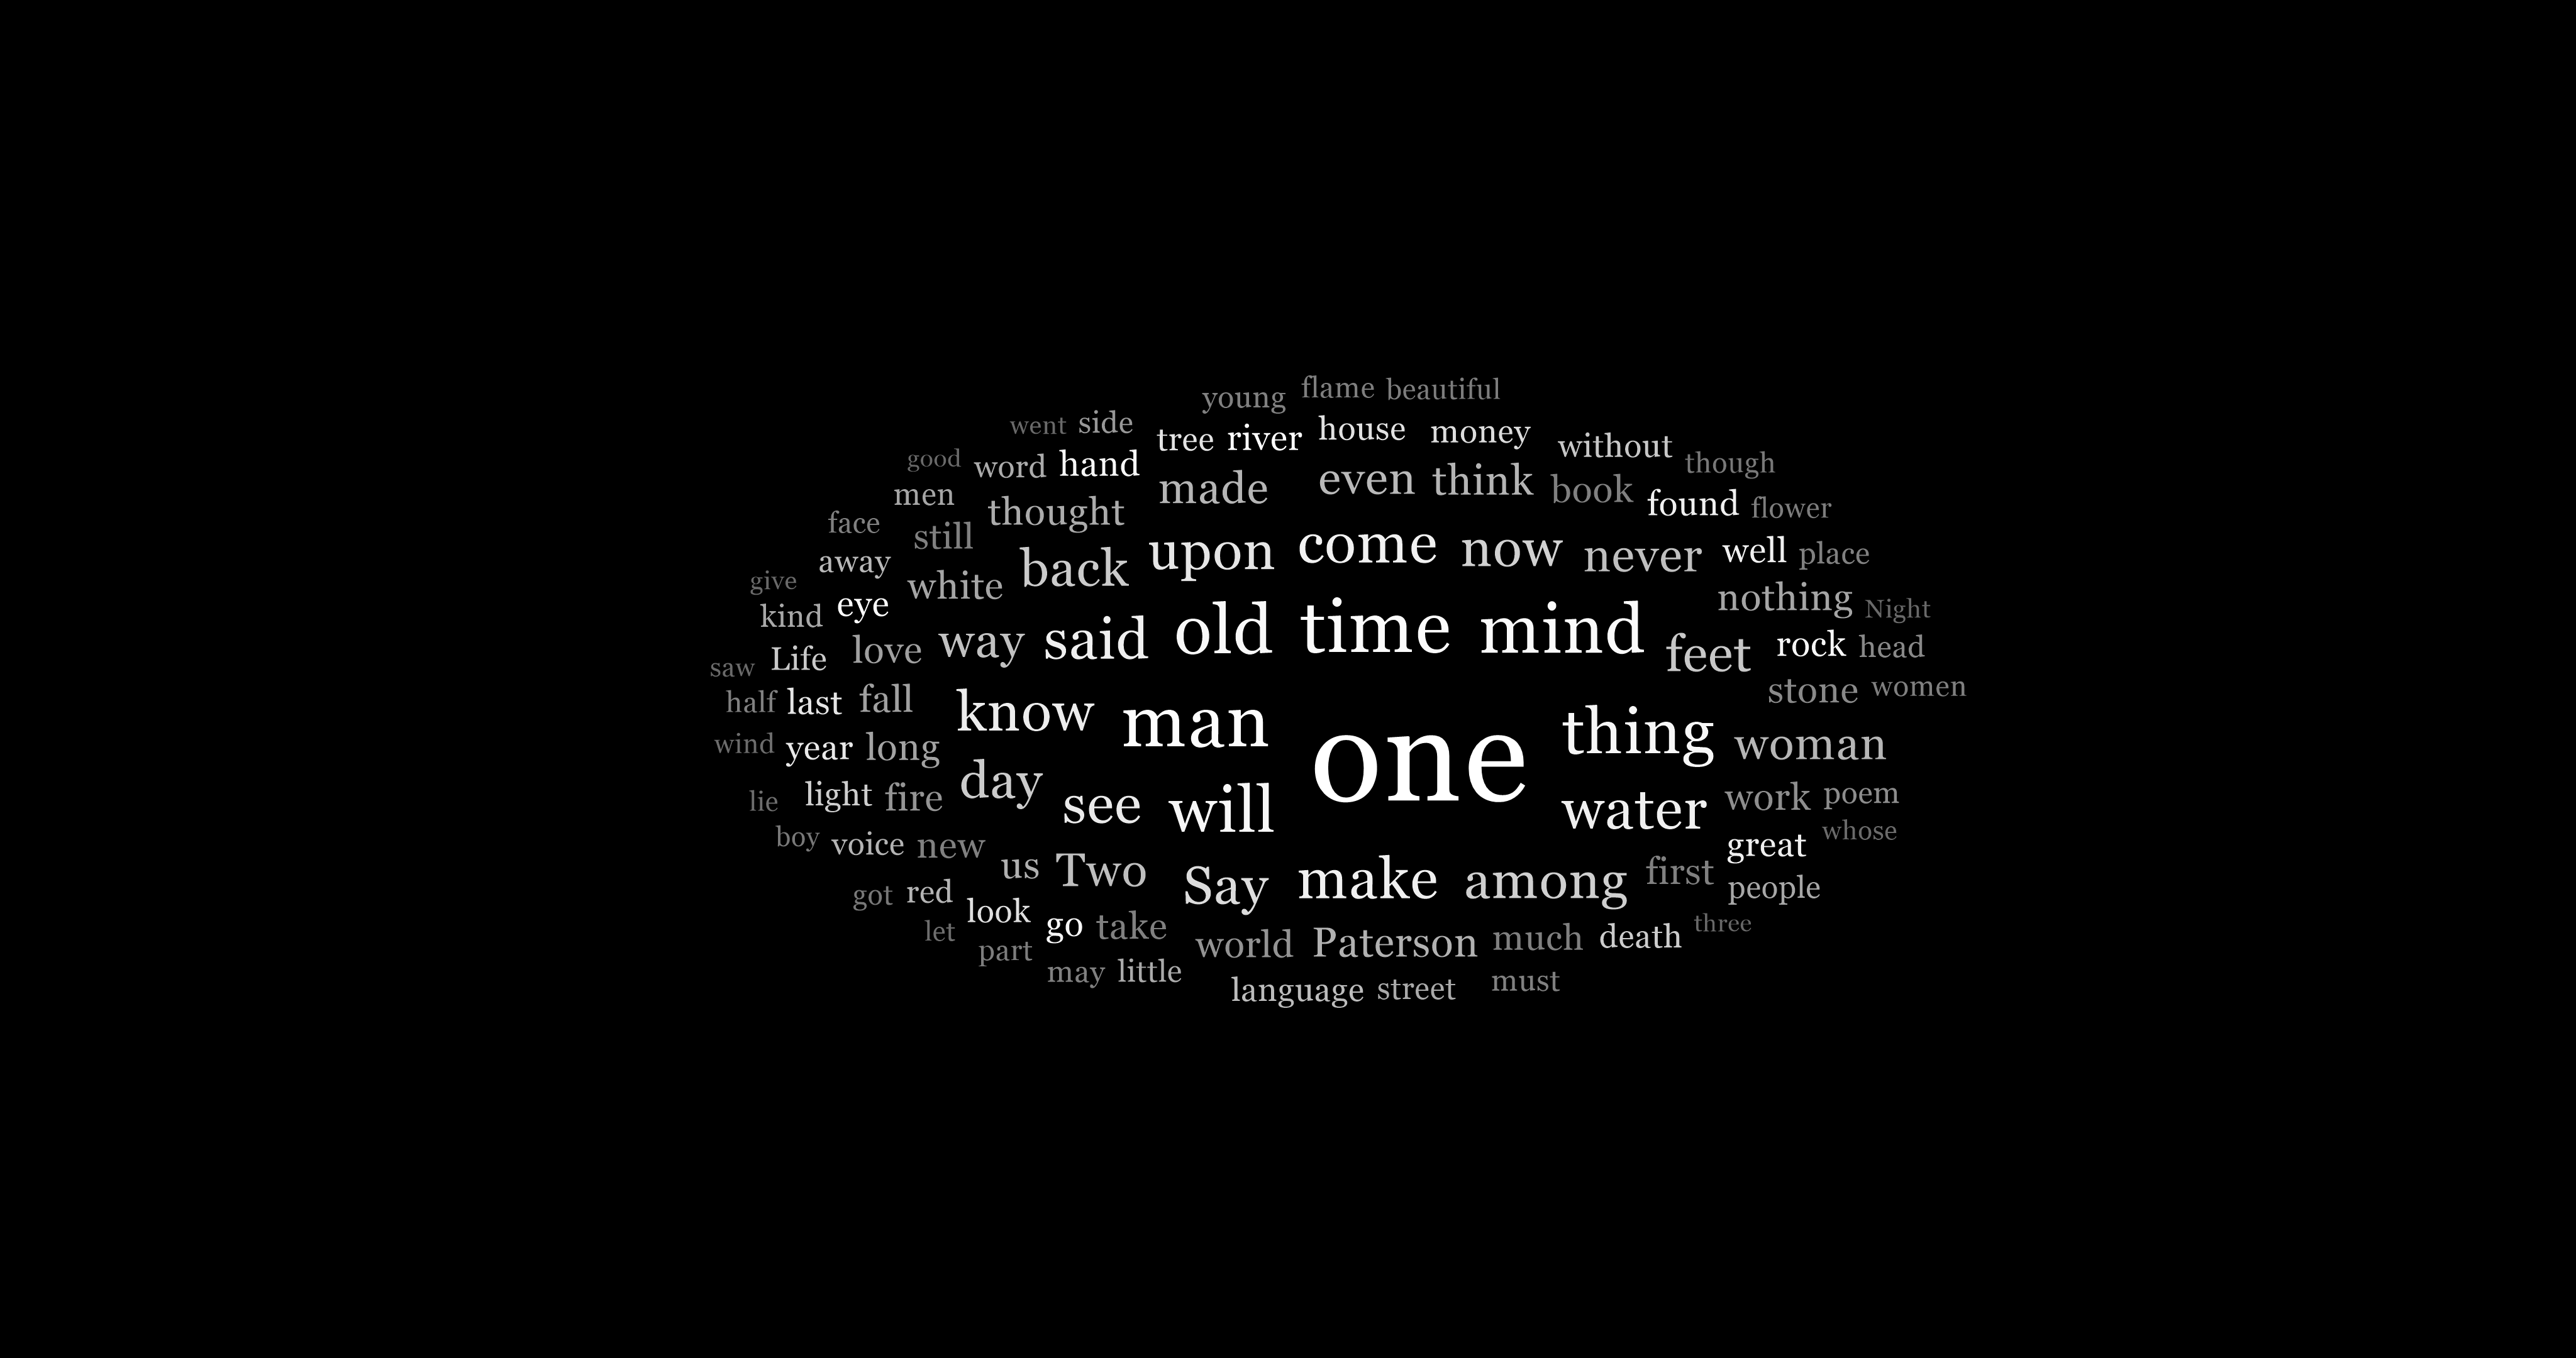 young flame beautiful
went side tree river house money without though
good word hand made even think book found flower
men thought
face still back upon come now never well place
away white
give kind eye nothing Night
saw Life love way said old time mind feet rock head
half last fall know man one thing stone women
wind year long woman
lie light fire day see will water work poem
boy voice new great whose
us Two Say make among first people
got red look go take world Paterson much death three
let part may little
language street must